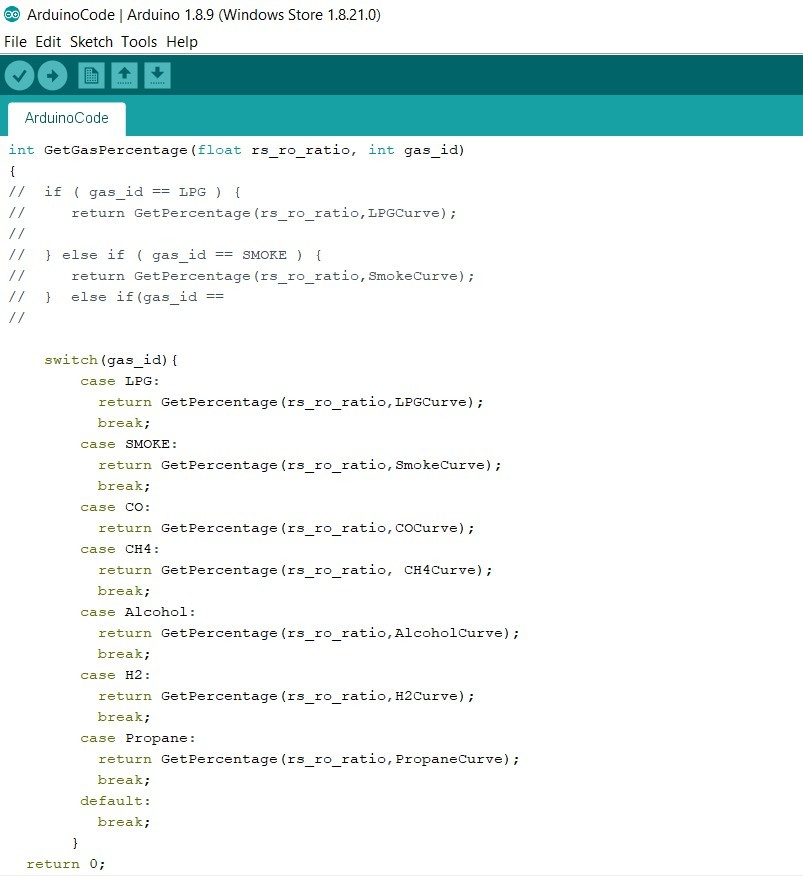 ArduinoCode | Arduino 1.8.9 (Windows Store 1.8.21.0)
File Edit Sketch Tools Help
ArduinoCode
int GetGasPercentage(float rs_ro_ratio, int gas_id)
{
//  if ( gas_id == LPG ) {
//     return GetPercentage(rs_ro_ratio,LPGCurve);
//
//  } else if ( gas_id == SMOKE ) {
//     return GetPercentage(rs_ro_ratio,SmokeCurve);
//  }  else if(gas_id ==
//
    switch(gas_id){
        case LPG:
          return GetPercentage(rs_ro_ratio,LPGCurve);
          break;
        case SMOKE:
          return GetPercentage(rs_ro_ratio,SmokeCurve);
          break;
        case CO:
          return GetPercentage(rs_ro_ratio,COCurve);
        case CH4:
          return GetPercentage(rs_ro_ratio, CH4Curve);
          break;
        case Alcohol:
          return GetPercentage(rs_ro_ratio,AlcoholCurve);
          break;
        case H2:
          return GetPercentage(rs_ro_ratio,H2Curve);
          break;
        case Propane:
          return GetPercentage(rs_ro_ratio,PropaneCurve);
          break;
        default:
          break;
       }
  return 0;